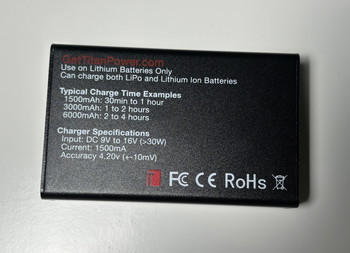 GetTitanPower.com
Use on Lithium Batteries Only
Can charge both LiPo and Lithium Ion Batteries
Typical Charge Time Examples
1500mAh: 30min to 1 hour
3000mAh: 1 to 2 hours
6000mAh: 2 to 4 hours
Charger Specifications
Input: DC 9V to 16V (>30W)
Current: 1500mA
Accuracy 4.20v (+-10mV)
FC CE RoHS